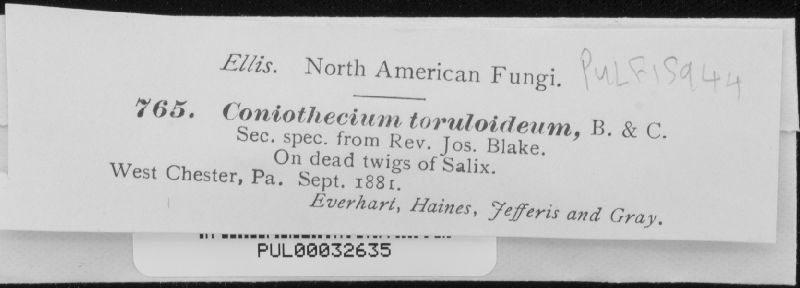 Ellis. North American Fungi. PULF1S944
765. Coniothecium toruloideum, B. & C.
Sec. spec. from Rev. Jos. Blake.
On dead twigs of Salix.
West Chester, Pa. Sept. 1881.
Everhart, Haines, Jefferis and Gray.
PUL00032635